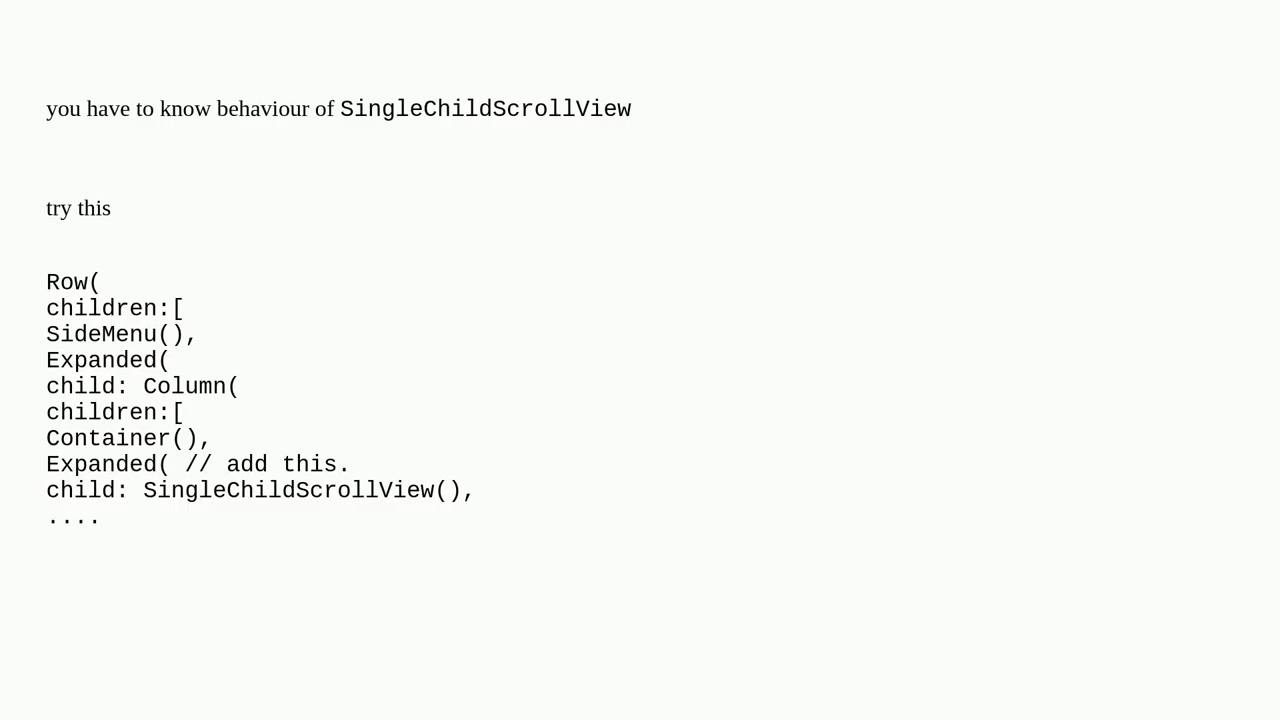 you have to know behaviour of SingleChildScrollView
try this
Row(
children:[
SideMenu(),
Expanded(
child: Column(
children:[
Container(),
Expanded( // add this.
child: SingleChildScrollView(),
....